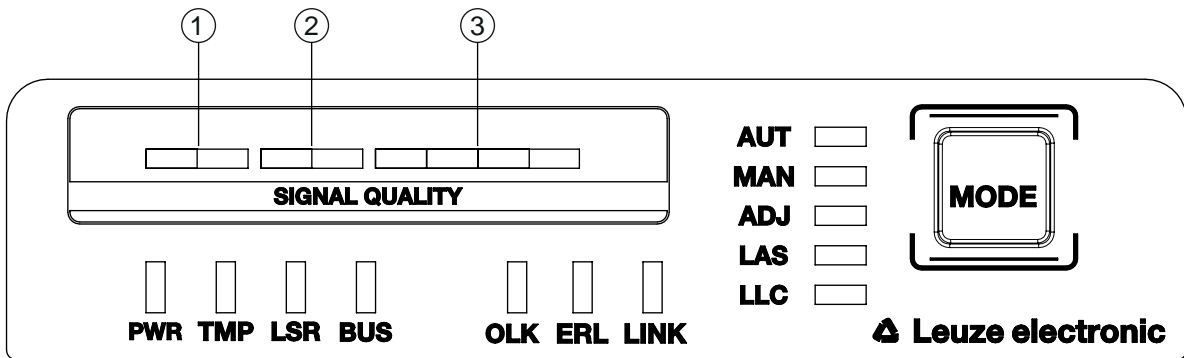 1 2 3
SIGNAL QUALITY
AUT
MAN
ADJ
LAS
LLC
MODE
PWR TMP LSR BUS OLK ERL LINK
Leuze electronic